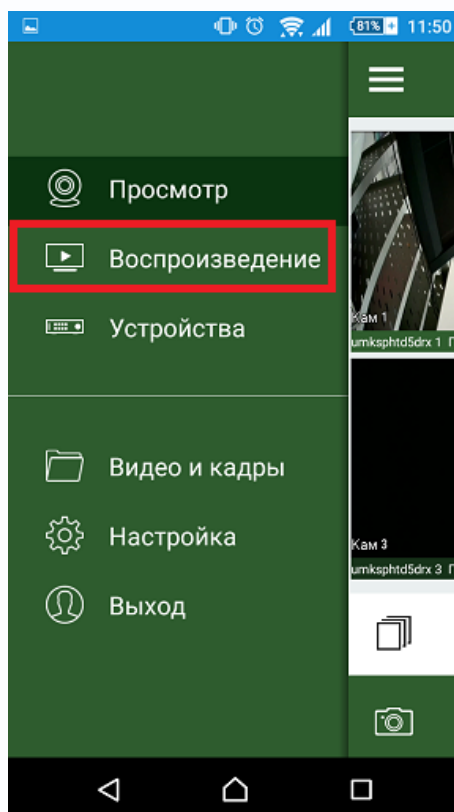 81% 11:50
Просмотр
Воспроизведение
Устройства
Видео и кадры
Настройка
Выход
Кам 1
umksphtd5drx 1 П
Кам 3
umksphtd5drx 3 П